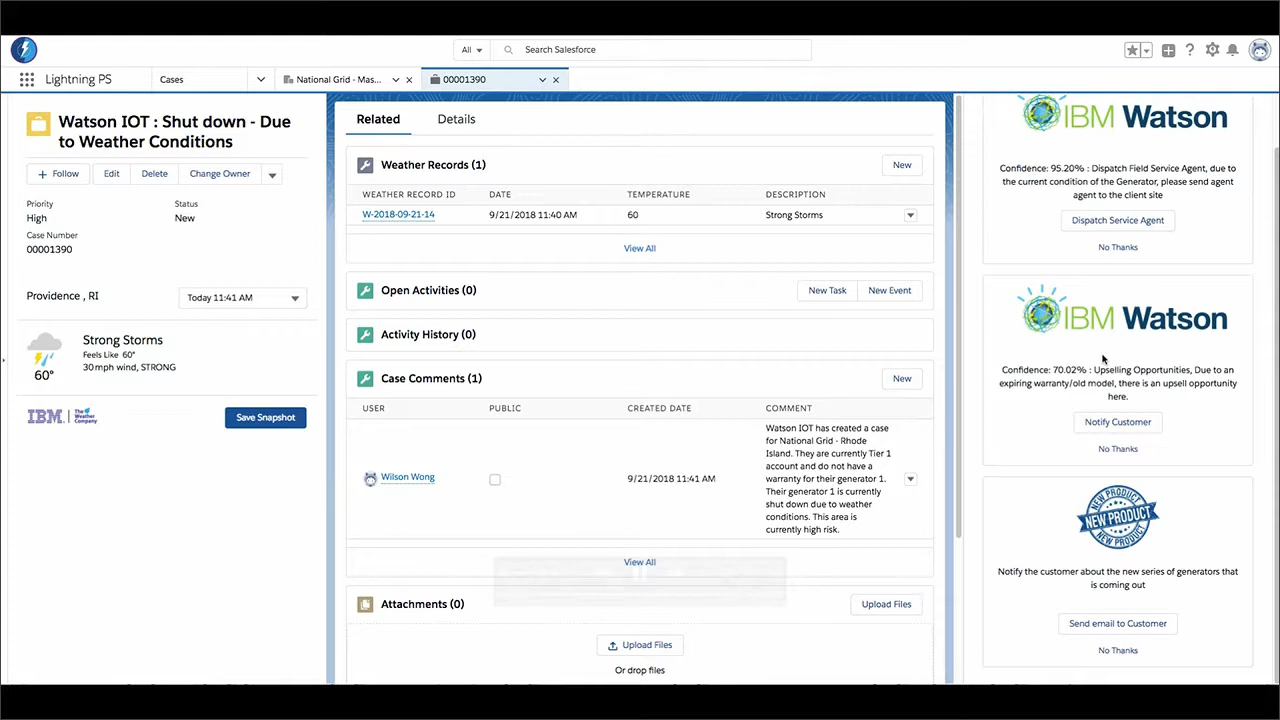 All
Search Salesforce
Lightning PS
Cases
National Grid - Mas...
00001390
Watson IOT : Shut down - Due
to Weather Conditions
Follow
Edit
Delete
Change Owner
Priority
Status
High
New
Case Number
00001390
Providence , RI
Today 11:41 AM
Strong Storms
Feels Like 60°
30mph wind, STRONG
60°
IBM
The
Weather
Company
Save Snapshot
Related
Details
Weather Records (1)
New
WEATHER RECORD ID
DATE
TEMPERATURE
DESCRIPTION
W-2018-09-21-14
9/21/2018 11:40 AM
60
Strong Storms
View All
Open Activities (0)
New Task
New Event
Activity History (0)
Case Comments (1)
New
USER
PUBLIC
CREATED DATE
COMMENT
Wilson Wong
9/21/2018 11:41 AM
Watson IOT has created a case
for National Grid - Rhode
Island. They are currently Tier 1
account and do not have a
warranty for their generator 1.
Their generator 1 is currently
shut down due to weather
conditions. This area is
currently high risk.
View All
Attachments (0)
Upload Files
Upload Files
Or drop files
IBM Watson
Confidence: 95.20% : Dispatch Field Service Agent, due to
the current condition of the Generator, please send agent
agent to the client site
Dispatch Service Agent
No Thanks
IBM Watson
Confidence: 70.02% : Upselling Opportunities, Due to an
expiring warranty/old model, there is an upsell opportunity
here.
Notify Customer
No Thanks
NEW PRODUCT
NEW PRODUCT
NEW PRODUCT
Notify the customer about the new series of generators that
is coming out
Send email to Customer
No Thanks